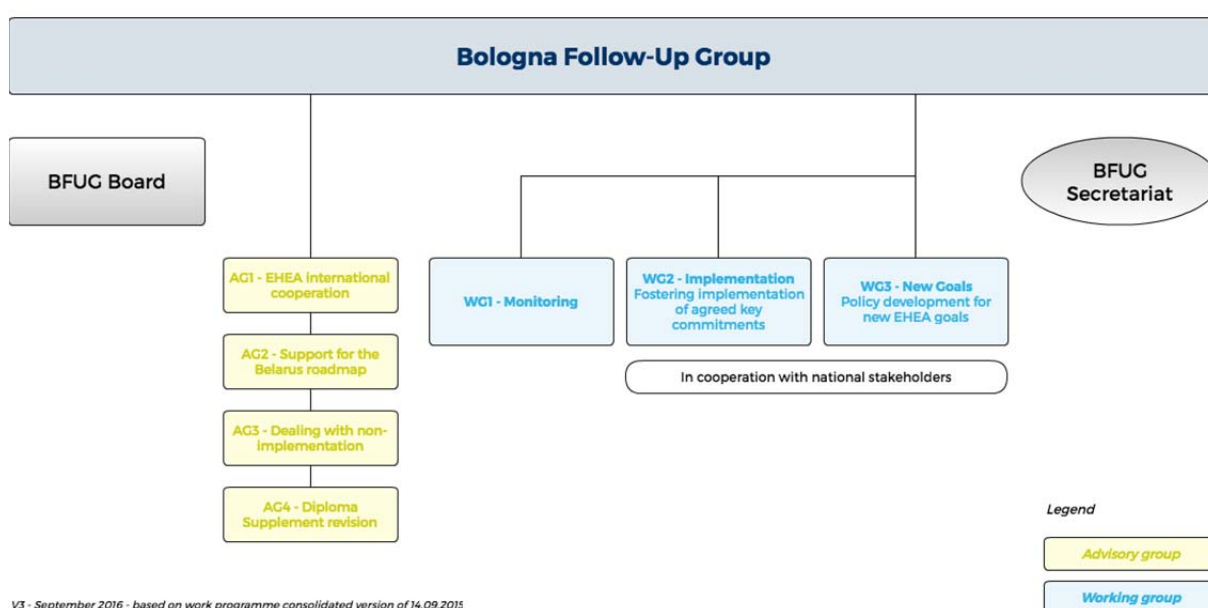 Bologna Follow-Up Group
BFUG Board
BFUG
Secretariat
AG1 - EHEA international
cooperation
AG2 - Support for the
Belarus roadmap
AG3 - Dealing with non-
implementation
AG4 - Diploma
Supplement revision
WG1 - Monitoring
WG2 - Implementation
Fostering implementation
of agreed key
commitments
WG3 - New Goals
Policy development for
new EHEA goals
In cooperation with national stakeholders
Legend
Advisory group
Working group
V3 - September 2016 - based on work programme consolidated version of 14.09.2015